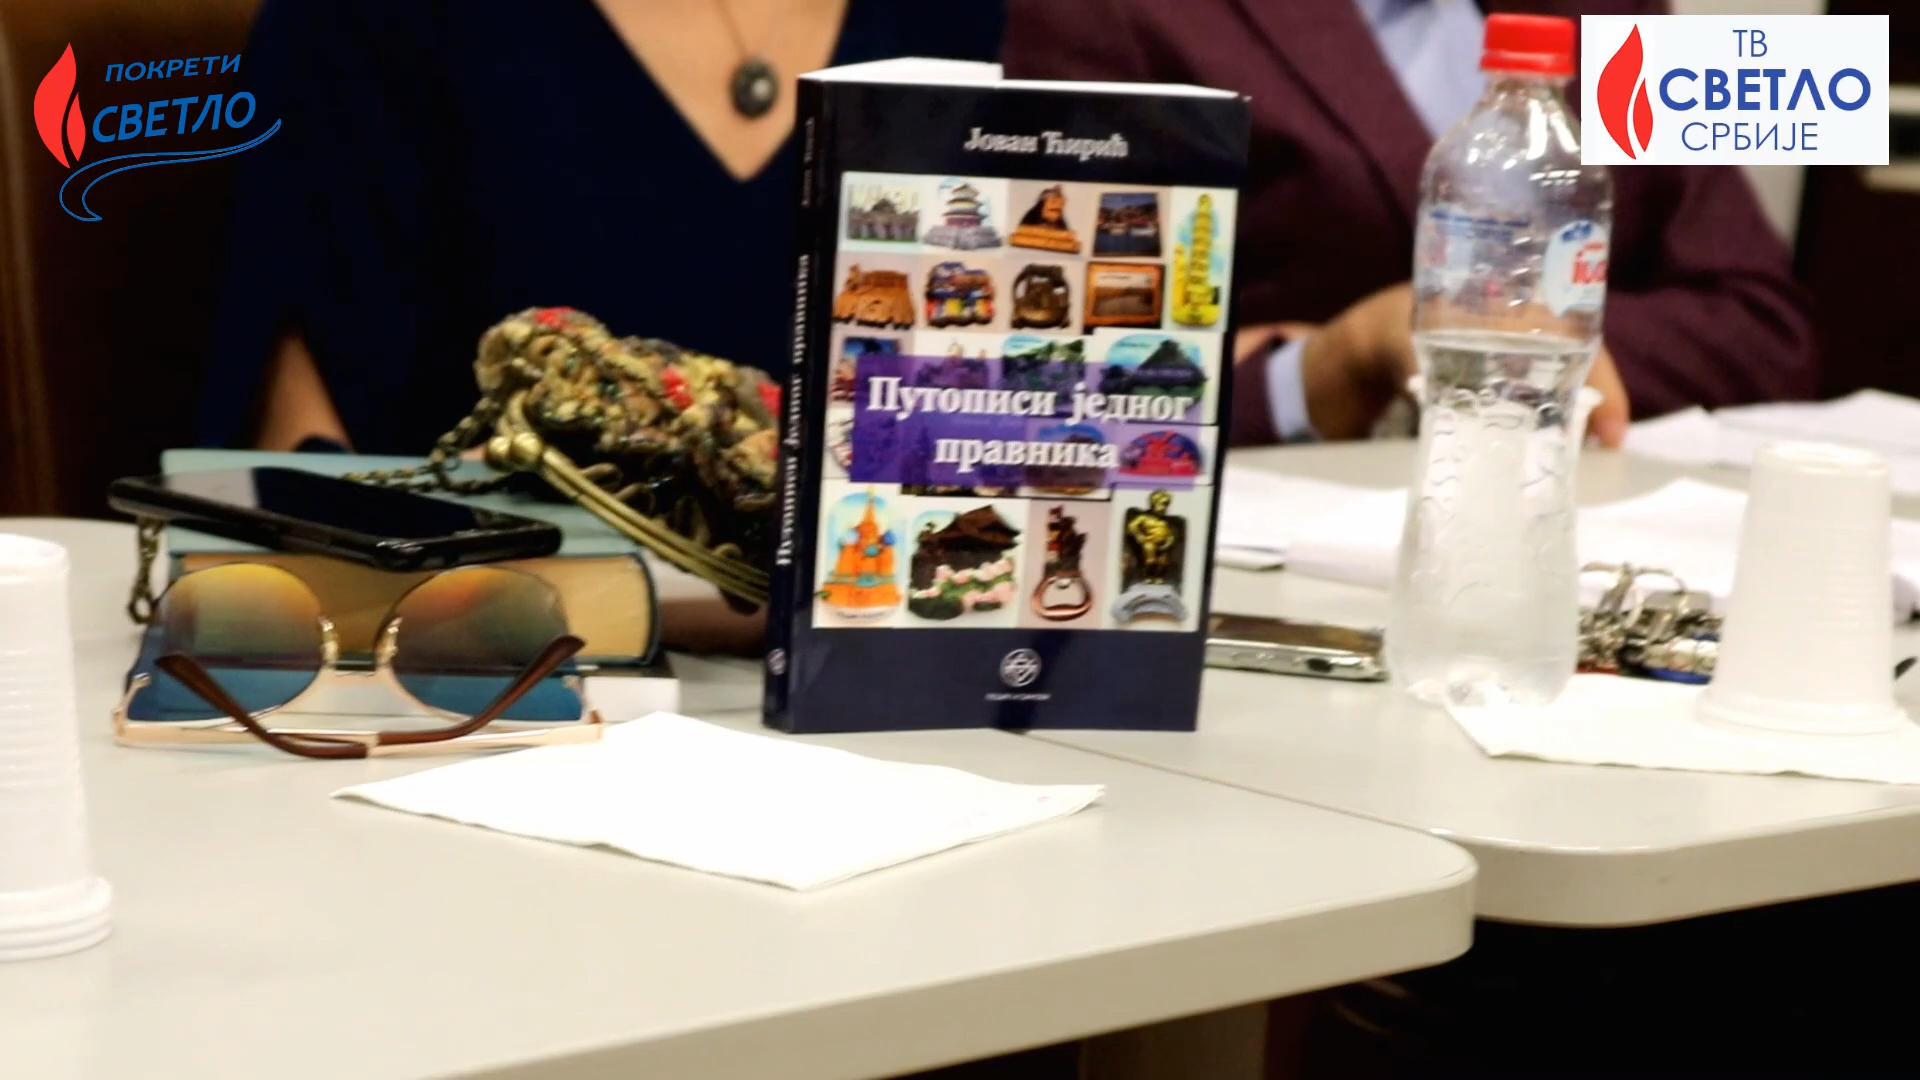 ПОКРЕТИ
СВЕТЛО
ТВ
СВЕТЛО
СРБИЈЕ
Јован Ћирић
Путописи једног
правника
Путописи једног правника